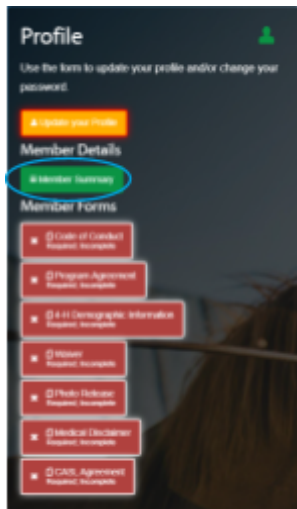 Profile
Use the form to update your profile and/or change your
password.
Update your Profile
Member Details
Member Summary
Member Forms
Code of Conduct
Required, Incomplete
Program Agreement
Required, Incomplete
4-H Demographic Information
Required, Incomplete
Waiver
Required, Incomplete
Photo Release
Required, Incomplete
Medical Disclaimer
Required, Incomplete
CASL Agreement
Required, Incomplete